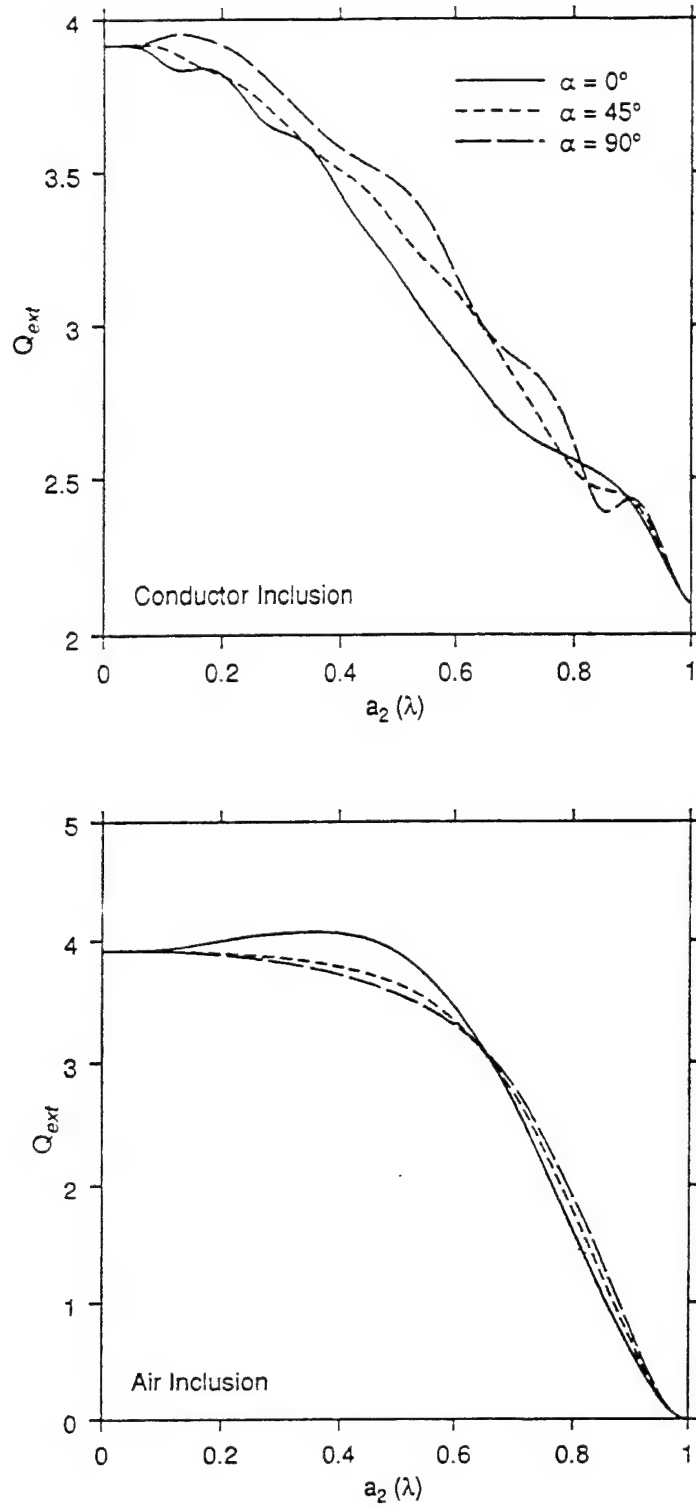 4
3.5
3
2.5
2
Q_ext
α = 0°
α = 45°
α = 90°
Conductor Inclusion
0 0.2 0.4 0.6 0.8 1
a₂ (λ)
5
4
3
2
1
0
Q_ext
Air Inclusion
0 0.2 0.4 0.6 0.8 1
a₂ (λ)